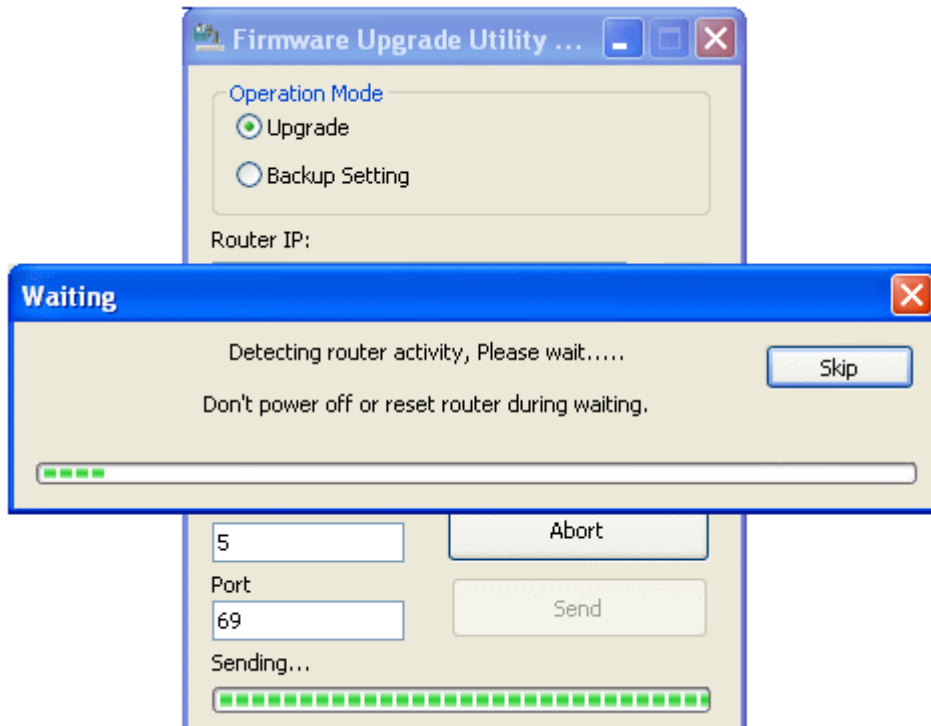 Firmware Upgrade Utility ...
Operation Mode
Upgrade
Backup Setting
Router IP:
Waiting
Detecting router activity, Please wait.....
Skip
Don't power off or reset router during waiting.
Abort
5
Port
69
Send
Sending...